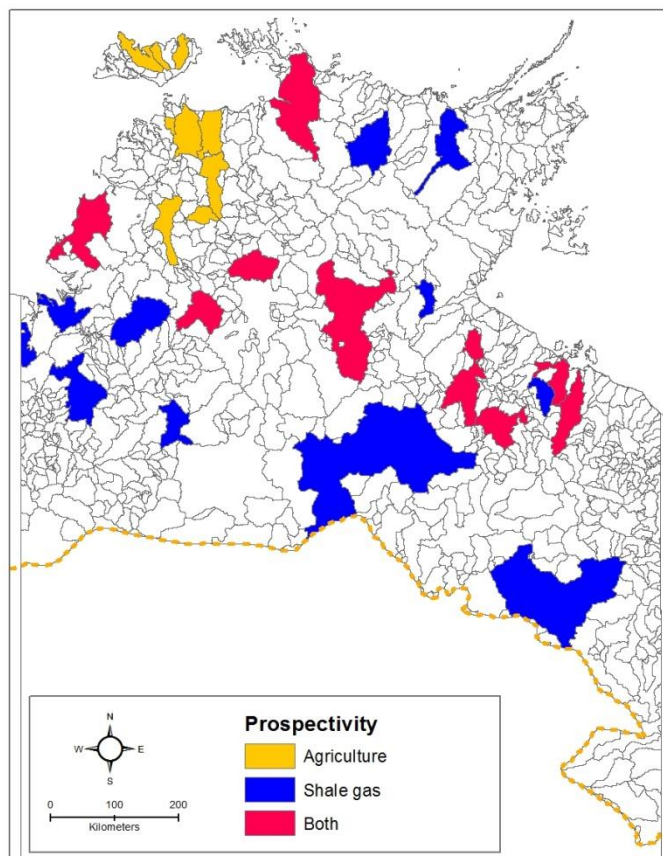 N
W E
S
0 100 200
Kilometers
Prospectivity
Agriculture
Shale gas
Both